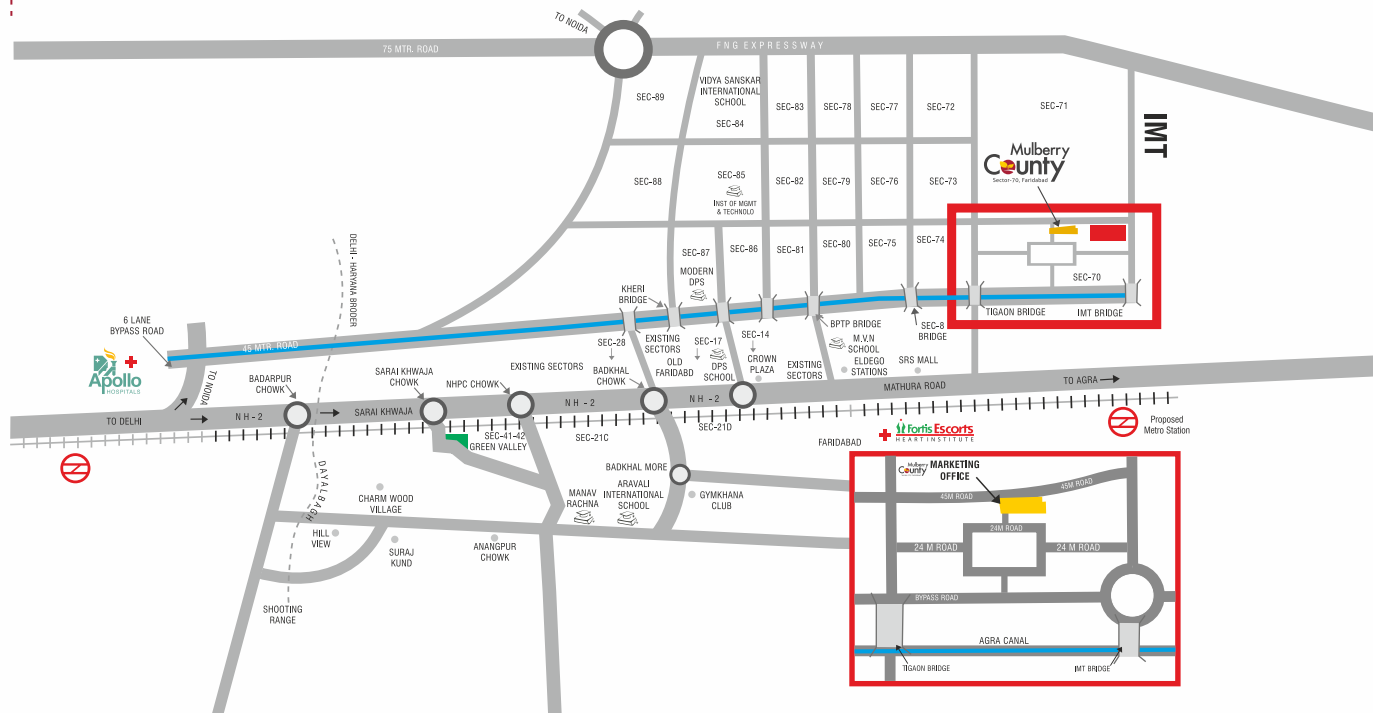 TO NOIDA
75 MTR. ROAD
FNG EXPRESSWAY
VIDYA SANSKAR
INTERNATIONAL
SCHOOL
SEC-89
SEC-84
SEC-83
SEC-78
SEC-77
SEC-72
SEC-71
IMT
Mulberry
County
Sector-70, Faridabad
SEC-88
SEC-85
INST OF MGMT
& TECHNOLO
SEC-82
SEC-79
SEC-76
SEC-73
SEC-87
SEC-86
SEC-81
SEC-80
SEC-75
SEC-74
MODERN
DPS
SEC-70
TIGAON BRIDGE
IMT BRIDGE
DELHI - HARYANA BRODER
KHERI
BRIDGE
6 LANE
BYPASS ROAD
45 MTR. ROAD
Apollo
HOSPITALS
TO NOIDA
BADARPUR
CHOWK
SARAI KHWAJA
CHOWK
NHPC CHOWK
EXISTING SECTORS
SEC-28
BADKHAL
CHOWK
EXISTING
SECTORS
OLD
FARIDABD
SEC-17
DPS
SCHOOL
SEC-14
CROWN
PLAZA
BPTP BRIDGE
M.V.N
SCHOOL
EXISTING
SECTORS
ELDEGO
STATIONS
SEC-8
BRIDGE
SRS MALL
TO DELHI
NH-2
SARAI KHWAJA
NH-2
NH-2
MATHURA ROAD
TO AGRA
Proposed
Metro Station
SEC-41-42
GREEN VALLEY
SEC-21C
SEC-21D
FARIDABAD
Fortis Escorts
HEART INSTITUTE
DAYALBAGH
CHARM WOOD
VILLAGE
HILL
VIEW
SURAJ
KUND
ANANGPUR
CHOWK
SHOOTING
RANGE
MANAV
RACHNA
BADKHAL MORE
ARAVALI
INTERNATIONAL
SCHOOL
GYMKHANA
CLUB
Mulberry
County
MARKETING
OFFICE
45M ROAD
45M ROAD
24M ROAD
24 M ROAD
24 M ROAD
BYPASS ROAD
AGRA CANAL
TIGAON BRIDGE
IMT BRIDGE